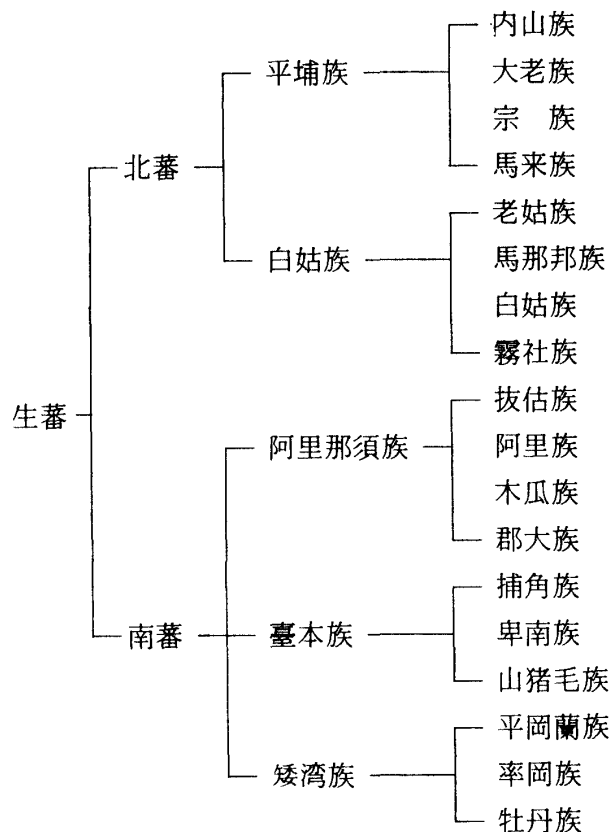 内山族
平埔族
大老族
宗　族
北蕃
馬来族
老姑族
白姑族
馬那邦族
白姑族
霧社族
生蕃
抜估族
阿里那須族
阿里族
木瓜族
郡大族
捕角族
南蕃
臺本族
卑南族
山猪毛族
平岡蘭族
矮湾族
率岡族
牡丹族